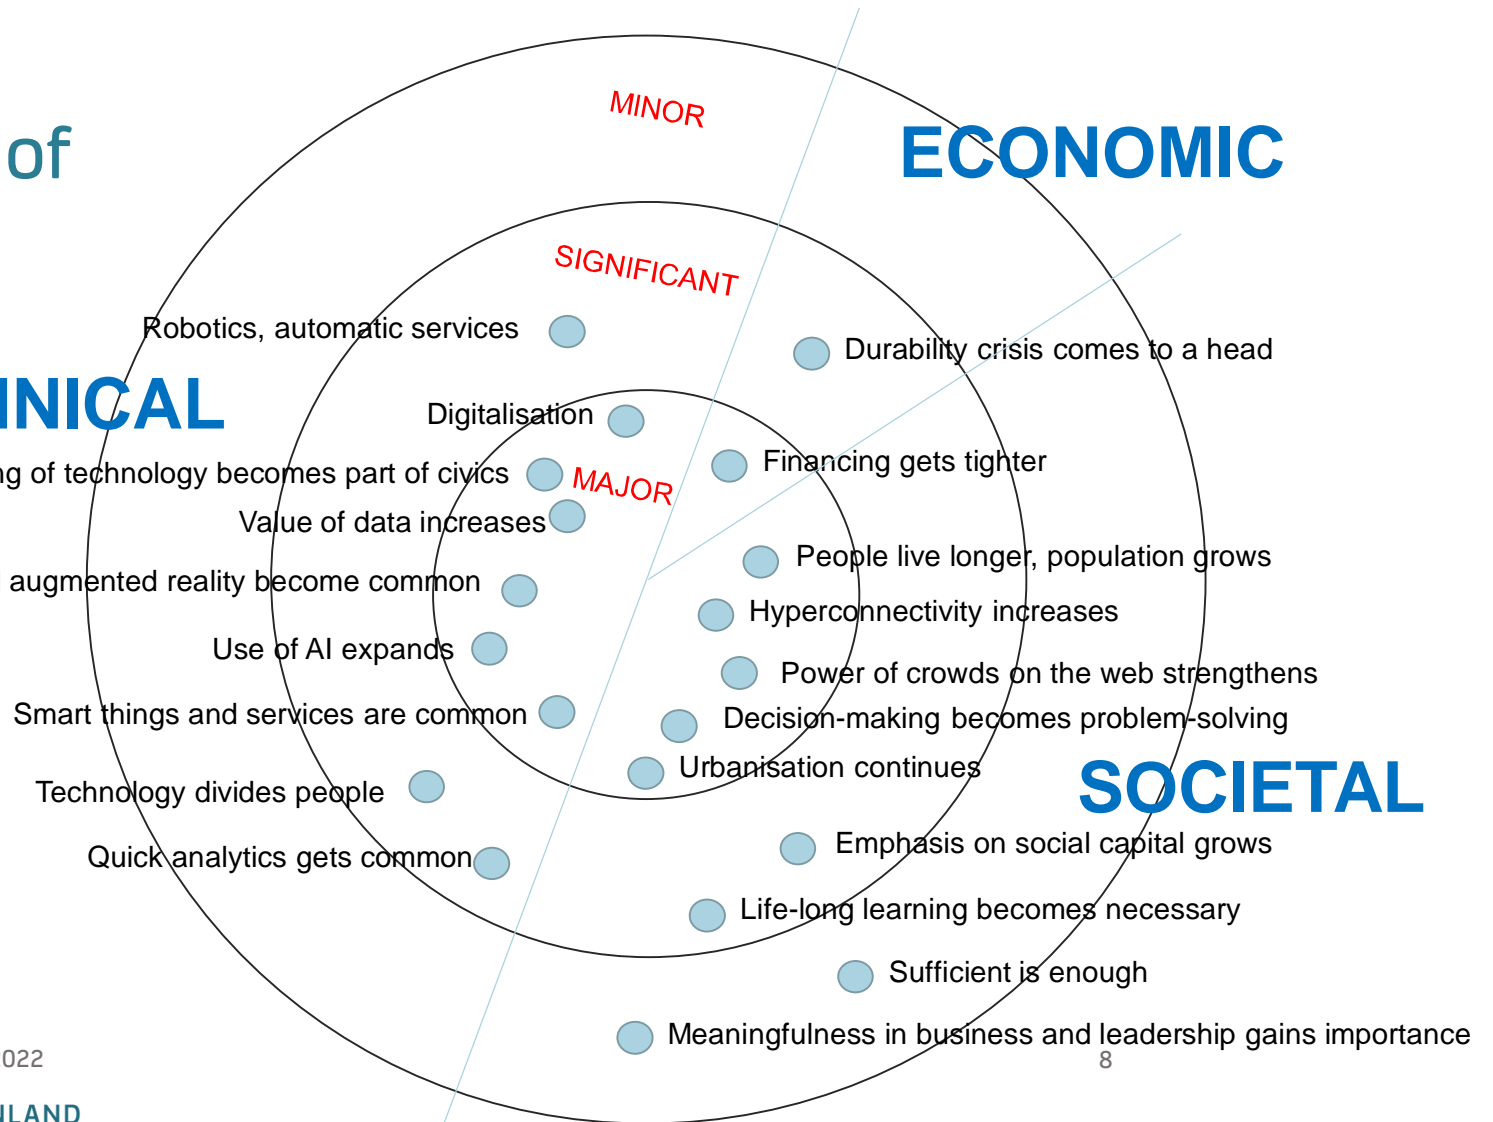 of
MINOR
ECONOMIC
SIGNIFICANT
Robotics, automatic services
Durability crisis comes to a head
NICAL
Digitalisation
Financing gets tighter
ng of technology becomes part of civics
MAJOR
Value of data increases
People live longer, population grows
augmented reality become common
Hyperconnectivity increases
Use of AI expands
Power of crowds on the web strengthens
Smart things and services are common
Decision-making becomes problem-solving
Urbanisation continues
SOCIETAL
Technology divides people
Emphasis on social capital grows
Quick analytics gets common
Life-long learning becomes necessary
Sufficient is enough
Meaningfulness in business and leadership gains importance
022
8
NLAND